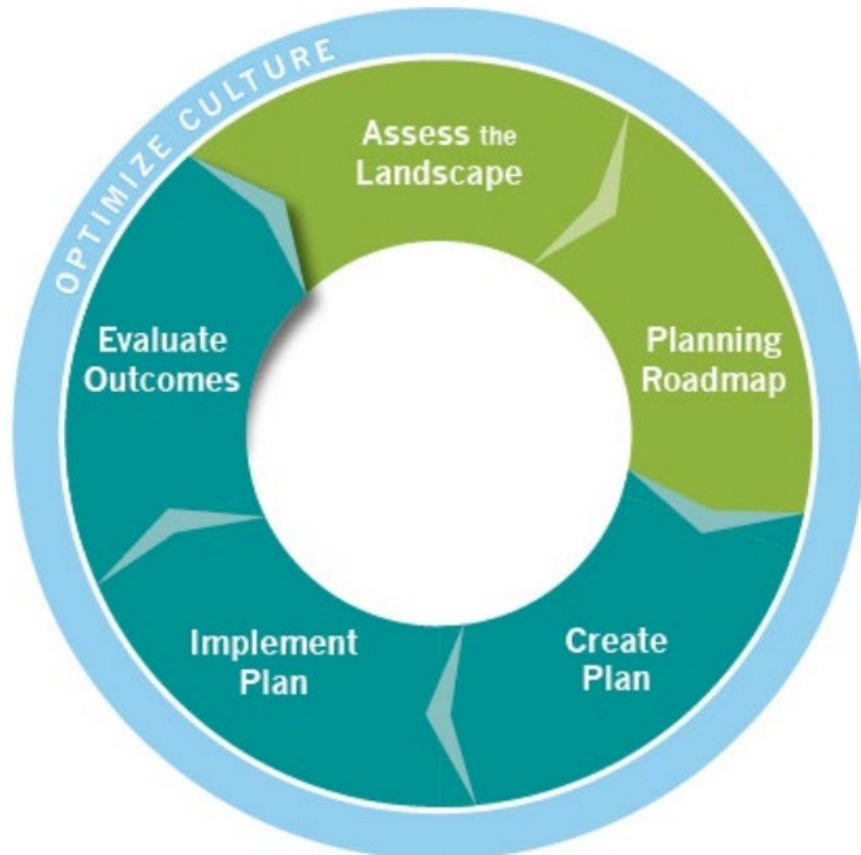 OPTIMIZE CULTURE
Assess the
Landscape
Planning
Roadmap
Create
Plan
Implement
Plan
Evaluate
Outcomes